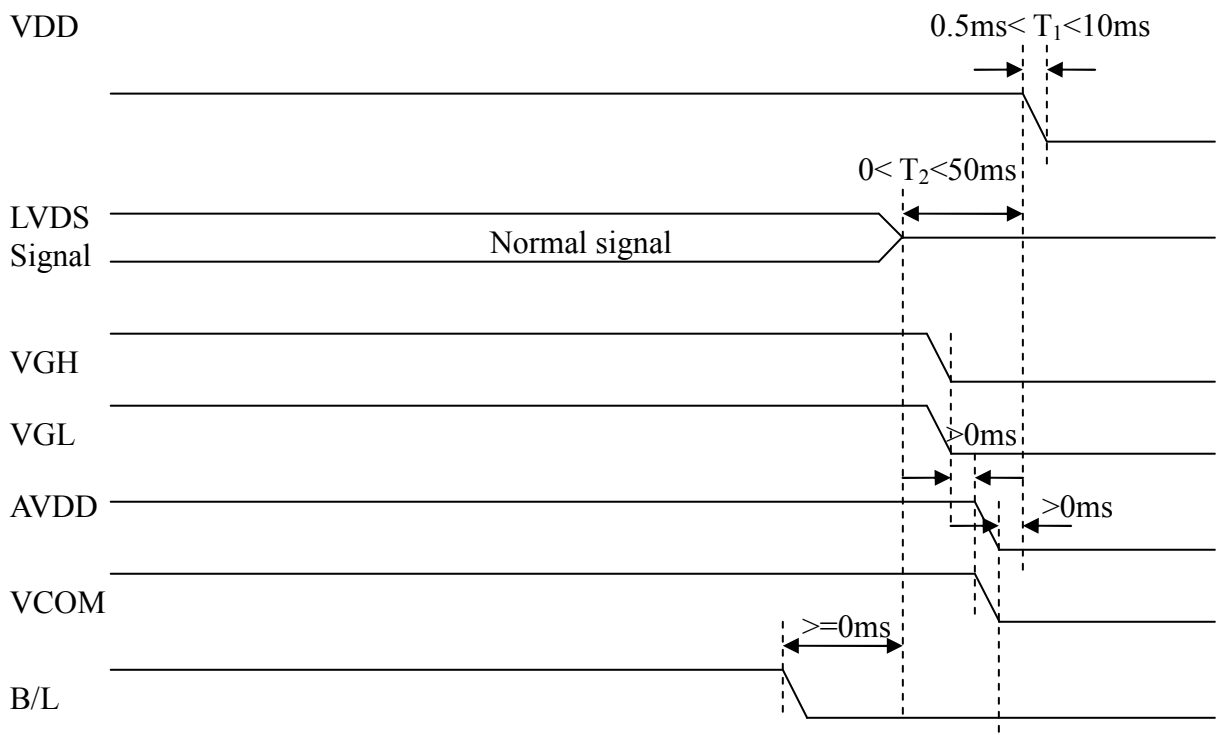 VDD
0.5ms< T₁<10ms
0< T₂<50ms
LVDS
Signal
Normal signal
VGH
VGL
>0ms
AVDD
>0ms
VCOM
>=0ms
B/L